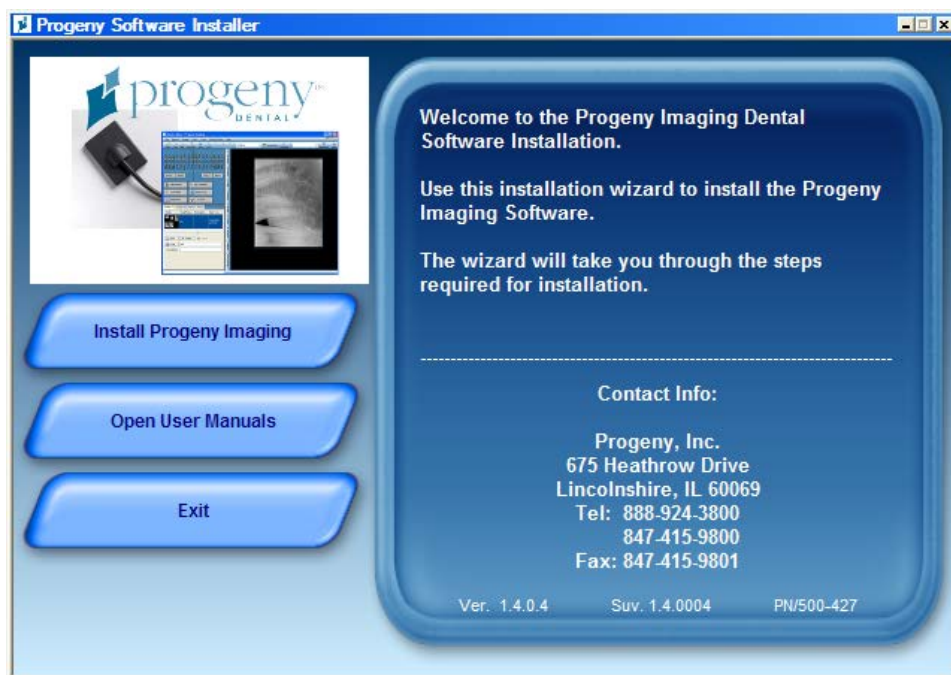 Progeny Software Installer
progeny
DENTAL
Install Progeny Imaging
Open User Manuals
Exit
Welcome to the Progeny Imaging Dental
Software Installation.
Use this installation wizard to install the Progeny
Imaging Software.
The wizard will take you through the steps
required for installation.
--------------------------------------------------------------------------------
Contact Info:
Progeny, Inc.
675 Heathrow Drive
Lincolnshire, IL 60069
Tel: 888-924-3800
847-415-9800
Fax: 847-415-9801
Ver. 1.4.0.4 Suv. 1.4.0004 PN/500-427